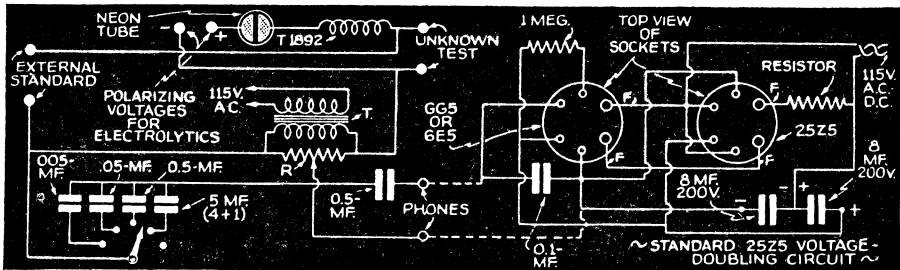 NEON
TUBE
-
+
T 1892
UNKNOWN
TEST
EXTERNAL
STANDARD
POLARIZING
VOLTAGES
FOR
ELECTROLYTICS
115V.
A.C.
T.
R
.005-MF.
.05-MF.
0.5-MF.
5 MF.
(4+1)
0.5-
MF.
PHONES
1 MEG.
TOP VIEW
OF
SOCKETS
GG5
OR
6E5
F
F
F
F
RESISTOR
115V.
A.C.
D.C.
25Z5
8 MF.
200V.
8
MF.
200V.
-
-
+
+
0.1-
MF.
~STANDARD 25Z5 VOLTAGE-
DOUBLING CIRCUIT~